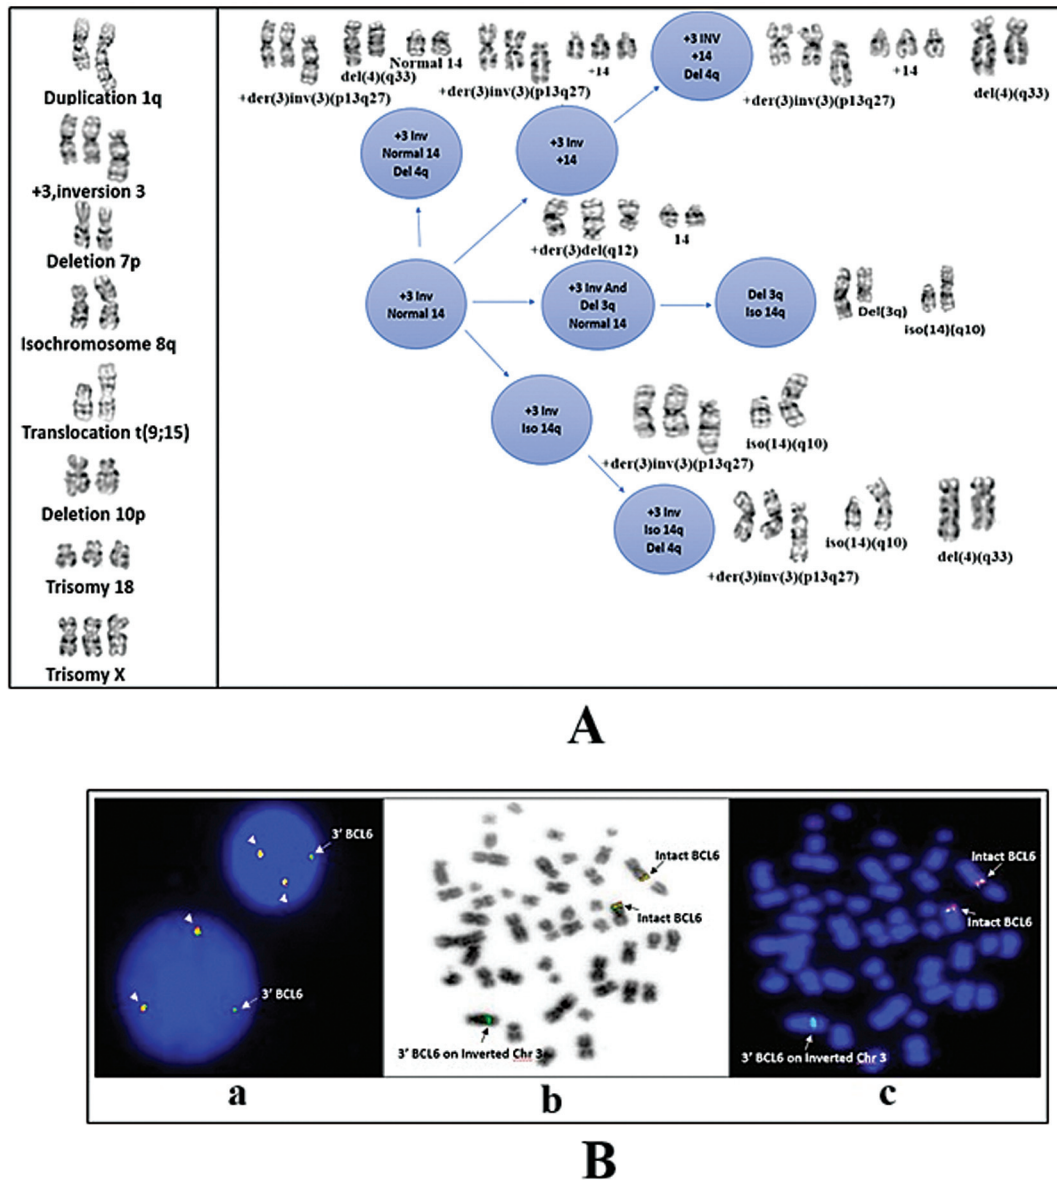 Duplication 1q
+3,inversion 3
Deletion 7p
Isochromosome 8q
Translocation t(9;15)
Deletion 10p
Trisomy 18
Trisomy X
+der(3)inv(3)(p13q27)
del(4)(q33)
Normal 14
+der(3)inv(3)(p13q27)
+14
+3 INV
+14
Del 4q
+der(3)inv(3)(p13q27)
+14
del(4)(q33)
+3 Inv
Normal 14
Del 4q
+3 Inv
+14
+der(3)del(q12)
14
+3 Inv
Normal 14
+3 Inv And
Del 3q
Normal 14
Del 3q
Iso 14q
Del(3q)
iso(14)(q10)
+3 Inv
Iso 14q
+der(3)inv(3)(p13q27)
iso(14)(q10)
+3 Inv
Iso 14q
Del 4q
+der(3)inv(3)(p13q27)
iso(14)(q10)
del(4)(q33)
A
3' BCL6
3' BCL6
Intact BCL6
Intact BCL6
3' BCL6 on Inverted Chr 3
Intact BCL6
Intact BCL6
3' BCL6 on Inverted Chr 3
a
b
c
B